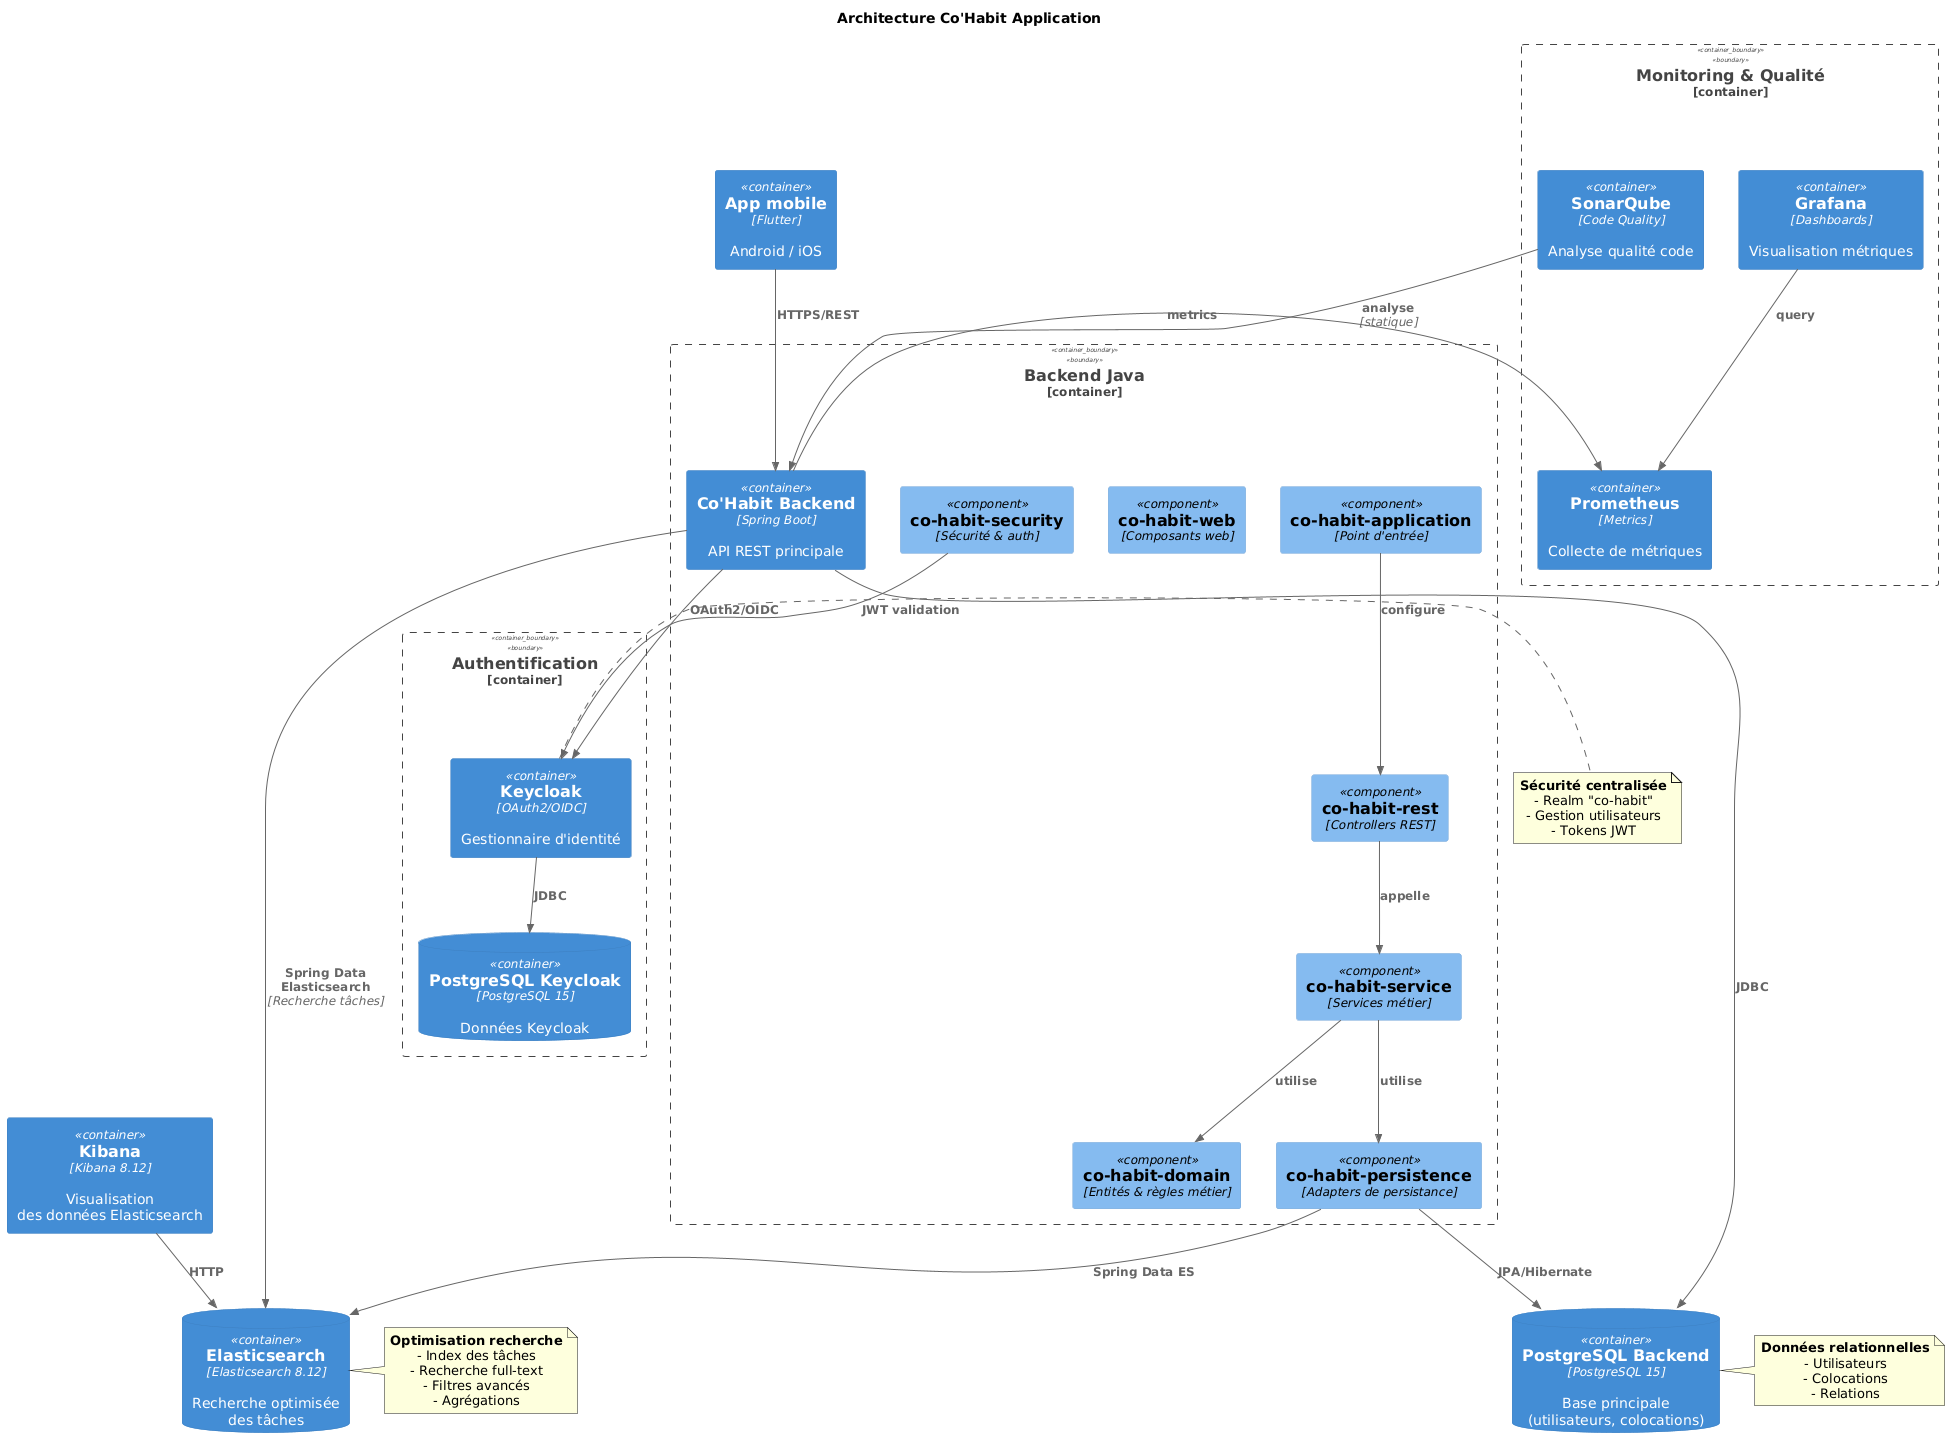 Architecture Co'Habit Application
«container_boundary»
«boundary»
Monitoring & Qualité
[container]
«container»
App mobile
[Flutter]
Android / iOS
«container»
SonarQube
[Code Quality]
Analyse qualité code
«container»
Grafana
[Dashboards]
Visualisation métriques
HTTPS/REST
metrics
analyse
[statique]
query
«container_boundary»
«boundary»
Backend Java
[container]
«container»
Co'Habit Backend
[Spring Boot]
API REST principale
«component»
co-habit-security
[Sécurité & auth]
«component»
co-habit-web
[Composants web]
«component»
co-habit-application
[Point d'entrée]
«container»
Prometheus
[Metrics]
Collecte de métriques
OAuth2/OIDC
JWT validation
configure
«container_boundary»
«boundary»
Authentification
[container]
«container»
Keycloak
[OAuth2/OIDC]
Gestionnaire d'identité
«component»
co-habit-rest
[Controllers REST]
Sécurité centralisée
- Realm "co-habit"
- Gestion utilisateurs
- Tokens JWT
JDBC
appelle
«container»
PostgreSQL Keycloak
[PostgreSQL 15]
Données Keycloak
Spring Data
Elasticsearch
[Recherche tâches]
«component»
co-habit-service
[Services métier]
JDBC
utilise
utilise
«container»
Kibana
[Kibana 8.12]
Visualisation
des données Elasticsearch
«component»
co-habit-domain
[Entités & règles métier]
«component»
co-habit-persistence
[Adapters de persistance]
HTTP
Spring Data ES
JPA/Hibernate
«container»
Elasticsearch
[Elasticsearch 8.12]
Recherche optimisée
des tâches
Optimisation recherche
- Index des tâches
- Recherche full-text
- Filtres avancés
- Agrégations
«container»
PostgreSQL Backend
[PostgreSQL 15]
Base principale
(utilisateurs, colocations)
Données relationnelles
- Utilisateurs
- Colocations
- Relations